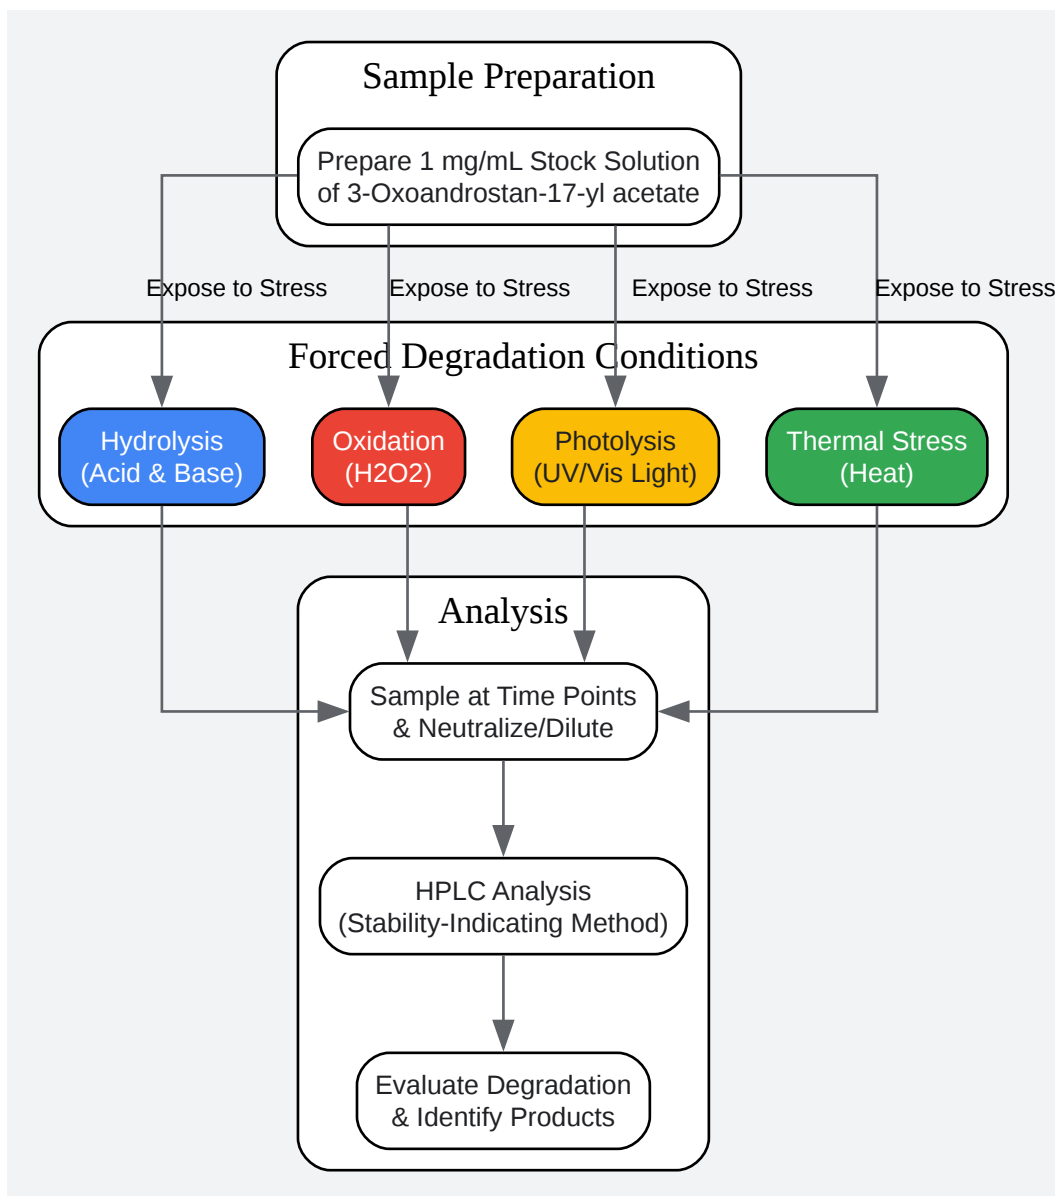 Sample Preparation
Prepare 1 mg/mL Stock Solution
of 3-Oxoandrostan-17-yl acetate
Expose to Stress
Expose to Stress
Expose to Stress
Expose to Stress
Forced Degradation Conditions
Hydrolysis
(Acid & Base)
Oxidation
(H2O2)
Photolysis
(UV/Vis Light)
Thermal Stress
(Heat)
Analysis
Sample at Time Points
& Neutralize/Dilute
HPLC Analysis
(Stability-Indicating Method)
Evaluate Degradation
& Identify Products